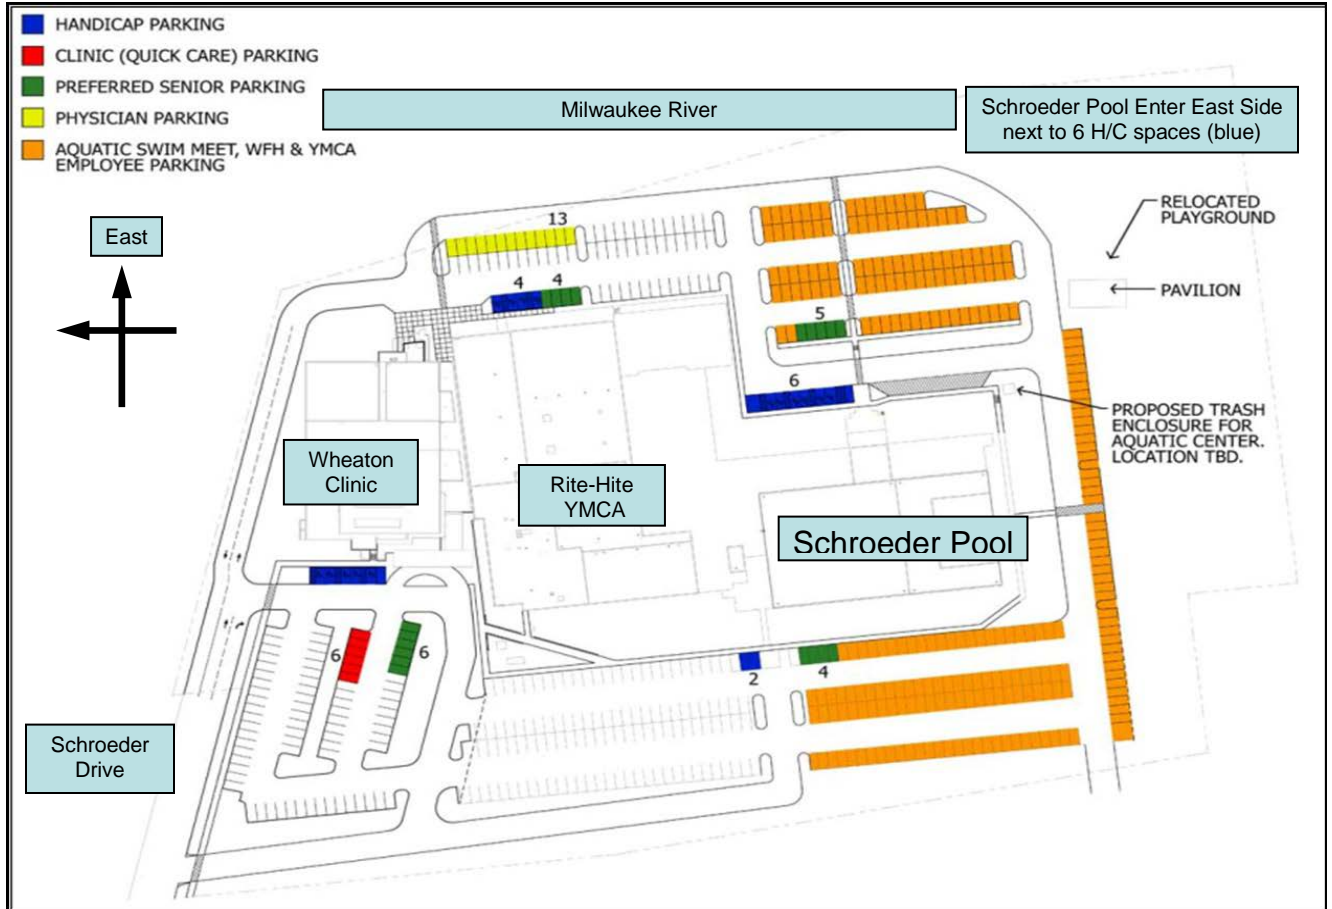 HANDICAP PARKING
CLINIC (QUICK CARE) PARKING
PREFERRED SENIOR PARKING
PHYSICIAN PARKING
AQUATIC SWIM MEET, WFH & YMCA
EMPLOYEE PARKING
Milwaukee River
Schroeder Pool Enter East Side
next to 6 H/C spaces (blue)
East
RELOCATED
PLAYGROUND
PAVILION
13
4
4
5
6
PROPOSED TRASH
ENCLOSURE FOR
AQUATIC CENTER.
LOCATION TBD.
Wheaton
Clinic
Rite-Hite
YMCA
Schroeder Pool
6
6
2
4
Schroeder
Drive